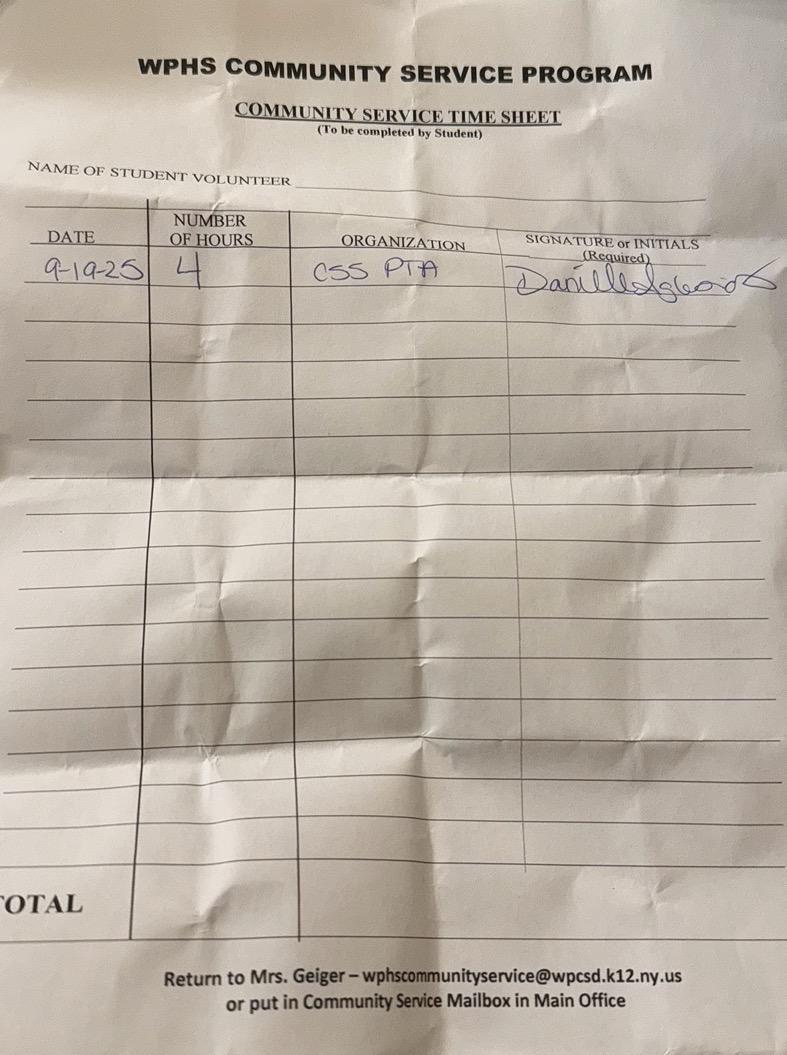 WPHS COMMUNITY SERVICE PROGRAM
COMMUNITY SERVICE TIME SHEET
(To be completed by Student)
NAME OF STUDENT VOLUNTEER
DATE NUMBER OF HOURS ORGANIZATION SIGNATURE or INITIALS (Required)
9-19-25 4 CSS PTA Danielle
TOTAL
Return to Mrs. Geiger – wphscommunityservice@wpcsd.k12.ny.us
or put in Community Service Mailbox in Main Office